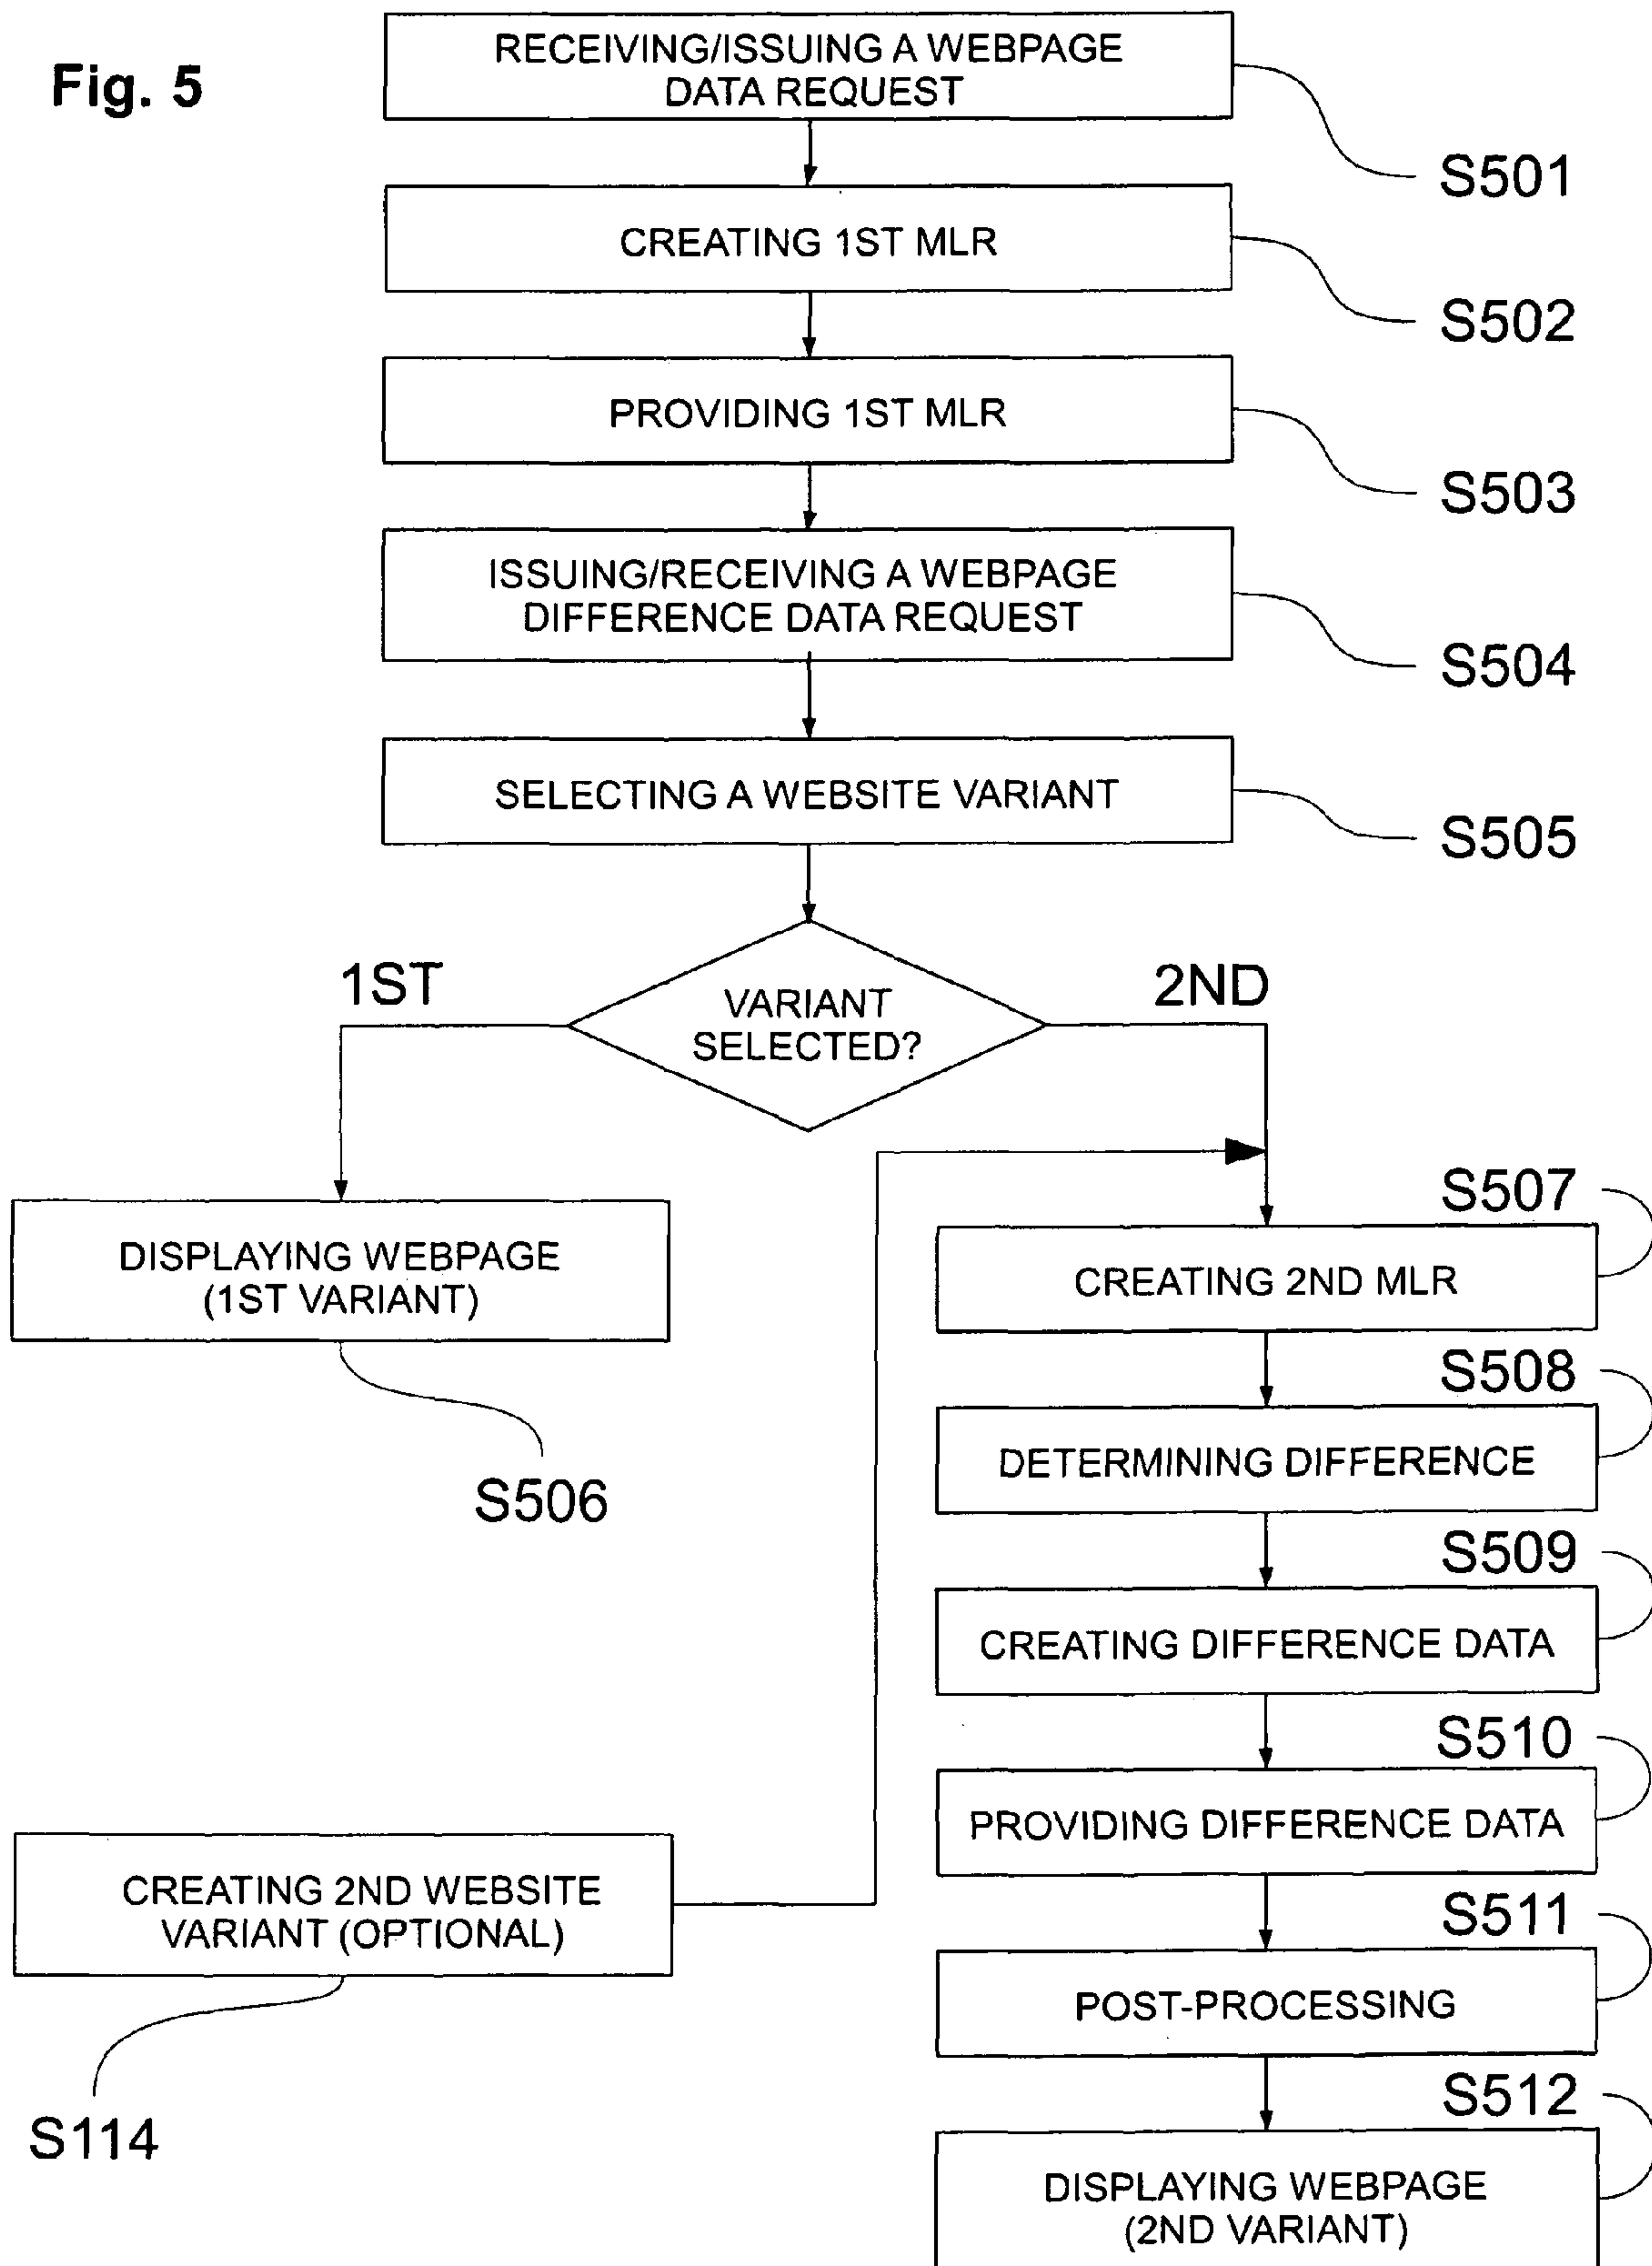 Fig. 5
RECEIVING/ISSUING A WEBPAGE
DATA REQUEST
S501
CREATING 1ST MLR
S502
PROVIDING 1ST MLR
S503
ISSUING/RECEIVING A WEBPAGE
DIFFERENCE DATA REQUEST
S504
SELECTING A WEBSITE VARIANT
S505
1ST
VARIANT
SELECTED?
2ND
DISPLAYING WEBPAGE
(1ST VARIANT)
S506
S507
CREATING 2ND MLR
S508
DETERMINING DIFFERENCE
S509
CREATING DIFFERENCE DATA
S510
PROVIDING DIFFERENCE DATA
CREATING 2ND WEBSITE
VARIANT (OPTIONAL)
S114
S511
POST-PROCESSING
S512
DISPLAYING WEBPAGE
(2ND VARIANT)